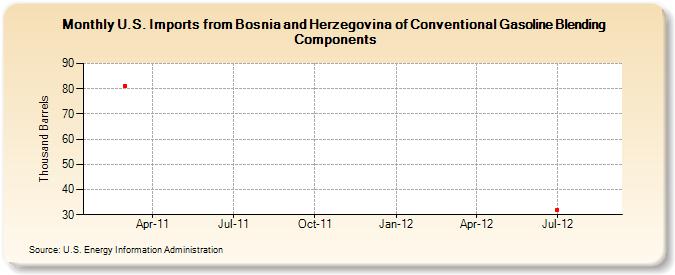 Monthly U.S. Imports from Bosnia and Herzegovina of Conventional Gasoline Blending
Components
Thousand Barrels
90
80
70
60
50
40
30
Apr-11 Jul-11 Oct-11 Jan-12 Apr-12 Jul-12
Source: U.S. Energy Information Administration